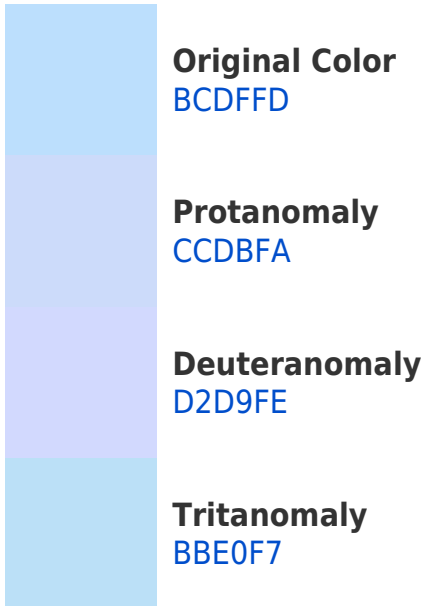 Original Color
BCDFFD
Protanomaly
CCDBFA
Deuteranomaly
D2D9FE
Tritanomaly
BBE0F7